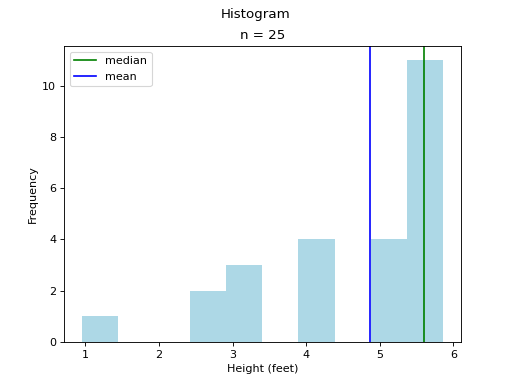 Histogram
n = 25
median
mean
Frequency
10
8
6
4
2
0
1 2 3 4 5 6
Height (feet)